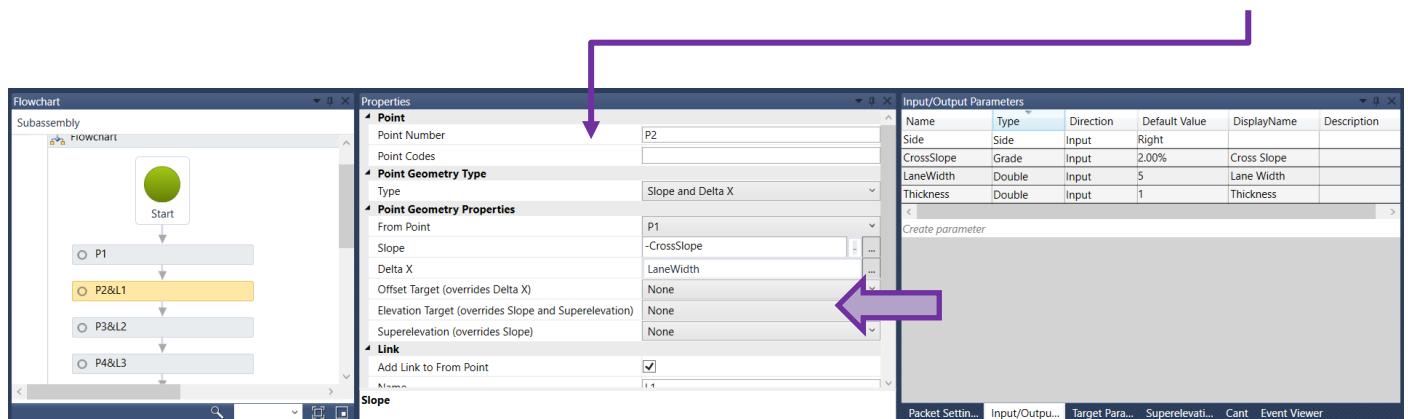 Flowchart
Subassembly
Flowchart
Start
P1
P2&L1
P3&L2
P4&L3
Properties
Point
Point Number P2
Point Codes
Point Geometry Type
Type Slope and Delta X
Point Geometry Properties
From Point P1
Slope -CrossSlope ...
Delta X LaneWidth ...
Offset Target (overrides Delta X) None
Elevation Target (overrides Slope and Superelevation) None
Superelevation (overrides Slope) None
Link
Add Link to From Point
Name L1
Slope
Input/Output Parameters
Name Type Direction Default Value DisplayName Description
Side Side Input Right
CrossSlope Grade Input 2.00% Cross Slope
LaneWidth Double Input 5 Lane Width
Thickness Double Input 1 Thickness
Create parameter
Packet Settin... Input/Outpu... Target Para... Superelevati... Cant Event Viewer